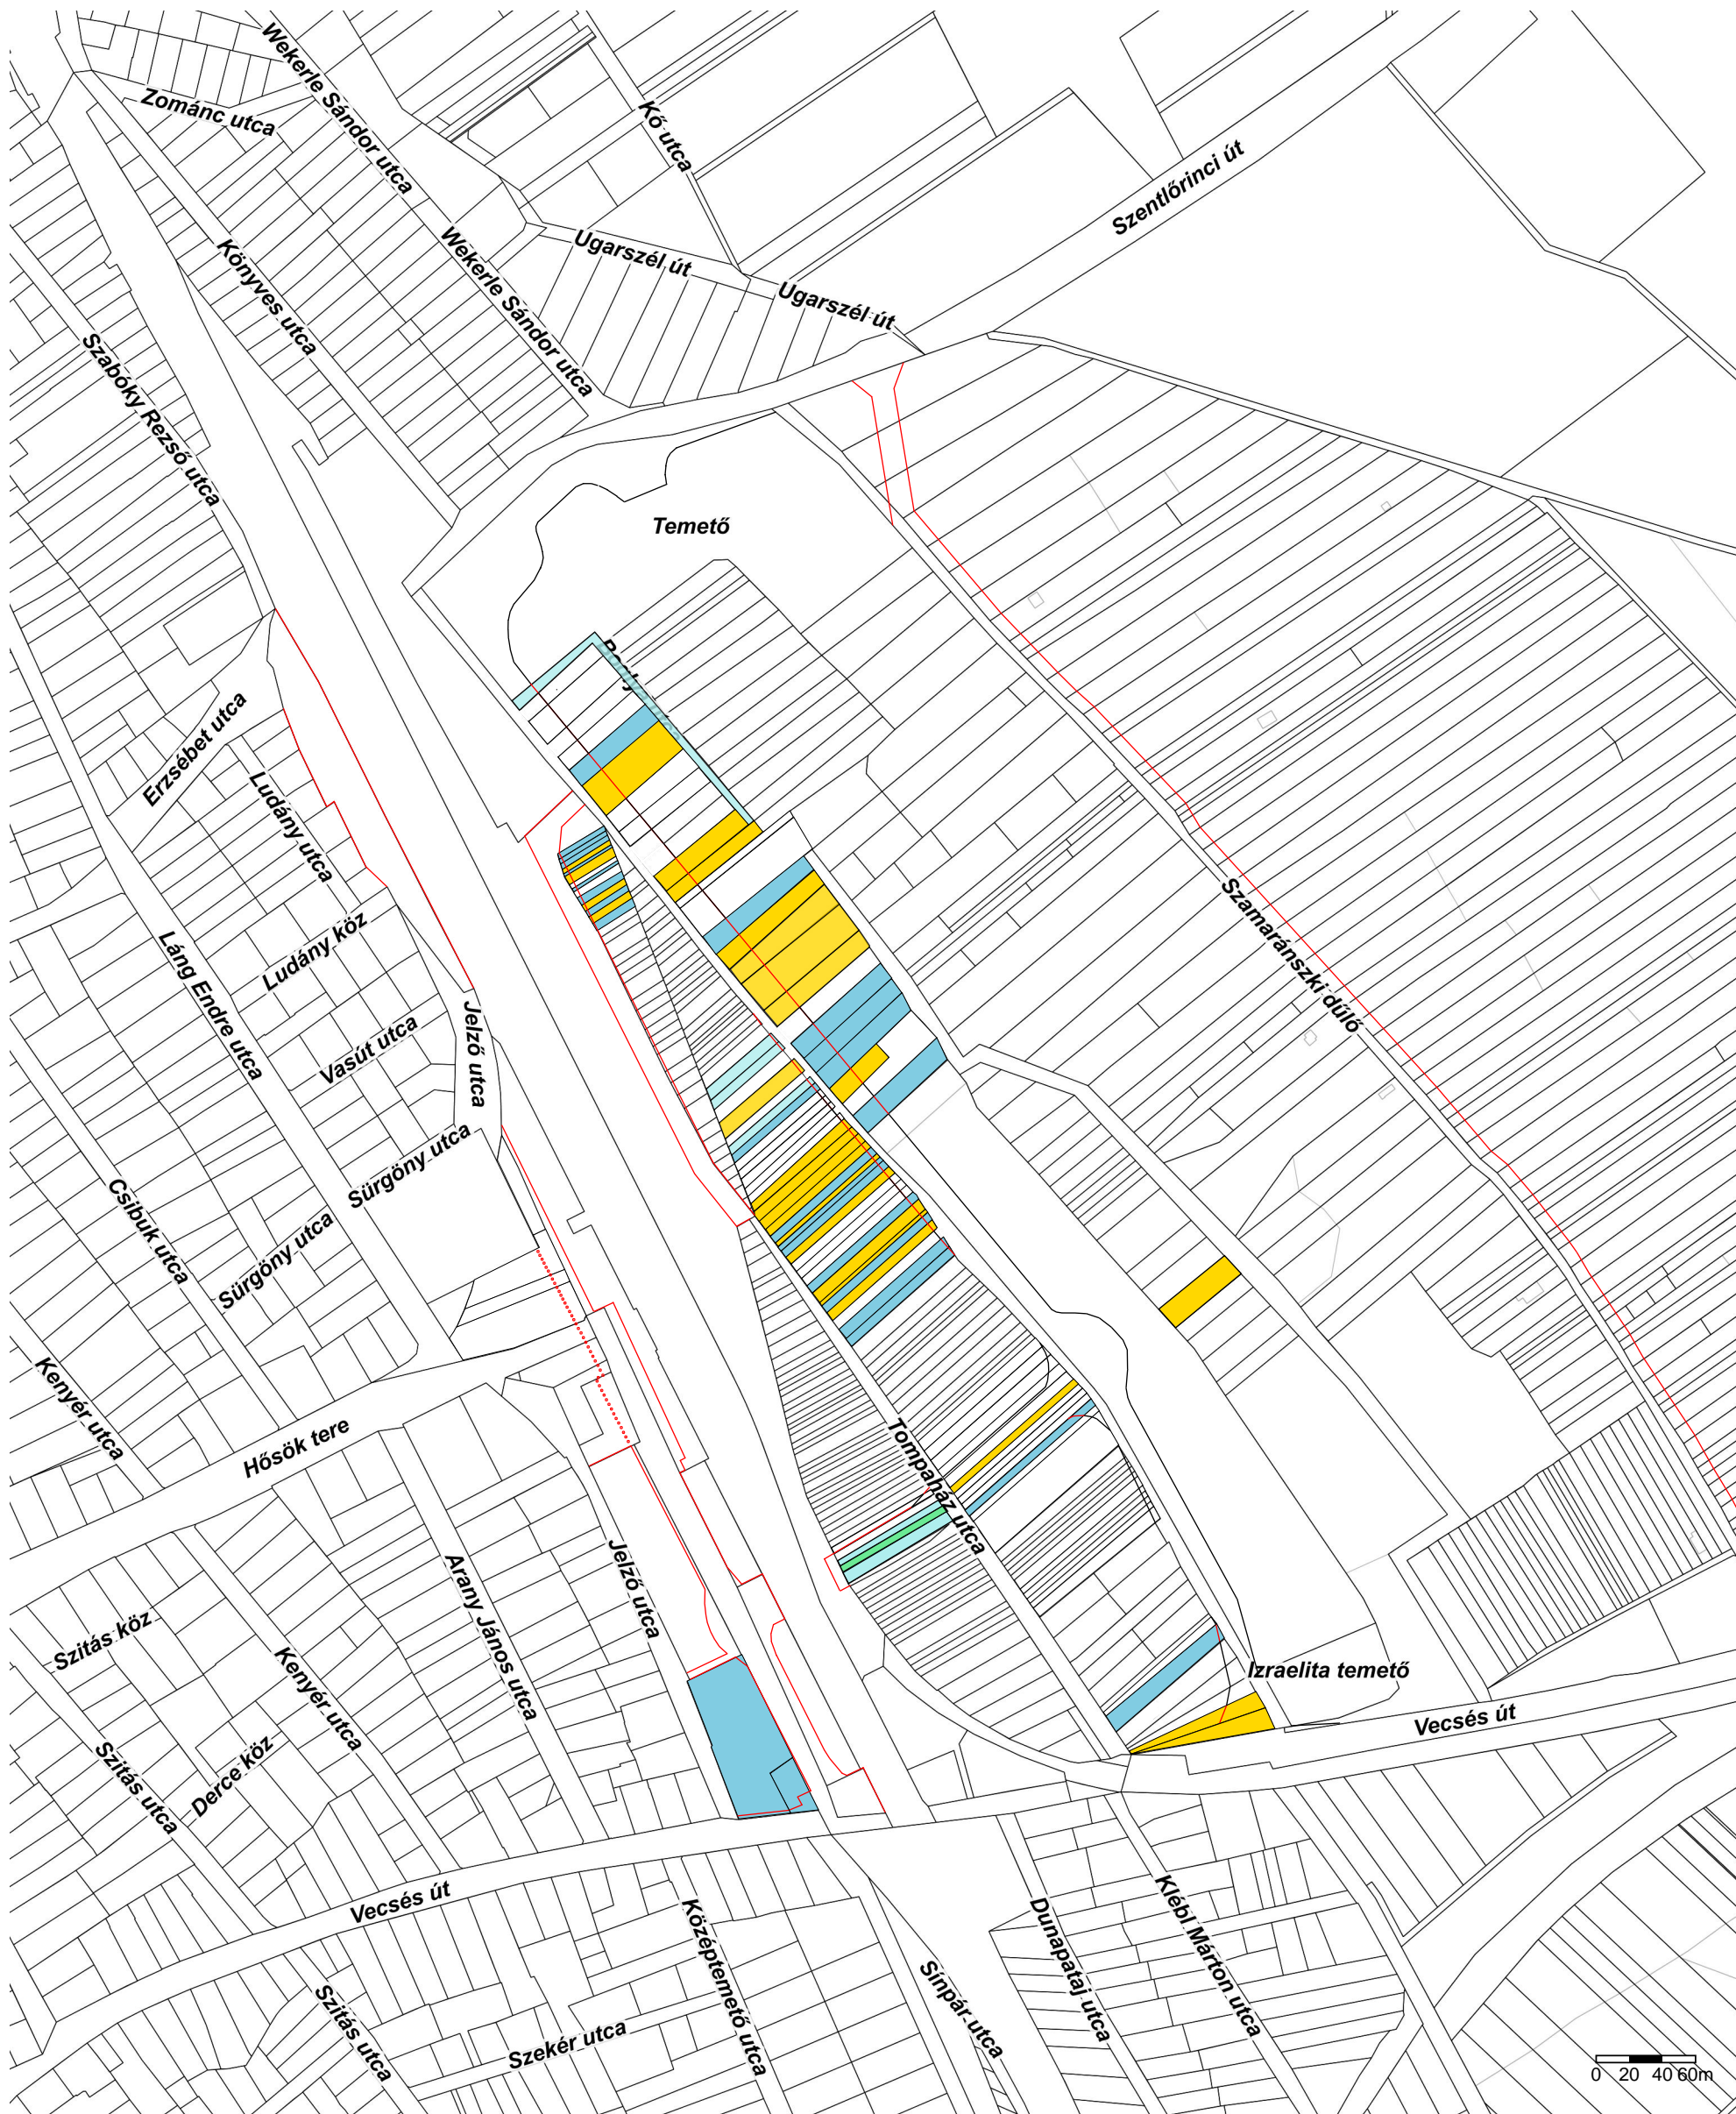 Wekerle Sándor utca
Zománc utca
Kő utca
Szentlőrinci út
Könyves utca
Wekerle Sándor utca
Ugarszél út
Ugarszél út
Szabóky Rezső utca
Temető
Erzsébet utca
Ludány utca
Ludány köz
Láng Endre utca
Szamaránszki dűlő
Vasút utca
Jelző utca
Sürgöny utca
Csibuk utca
Sürgöny utca
Kenyér utca
Hősök tere
Tompaház utca
Arany János utca
Jelző utca
Szitás köz
Kenyér utca
Izraelita temető
Vecsés út
Szitás utca
Derce köz
Vecsés út
Középtemető utca
Dunapataj utca
Klébl Márton utca
Sínpár utca
Szitás utca
Szekér utca
0 20 40 60m